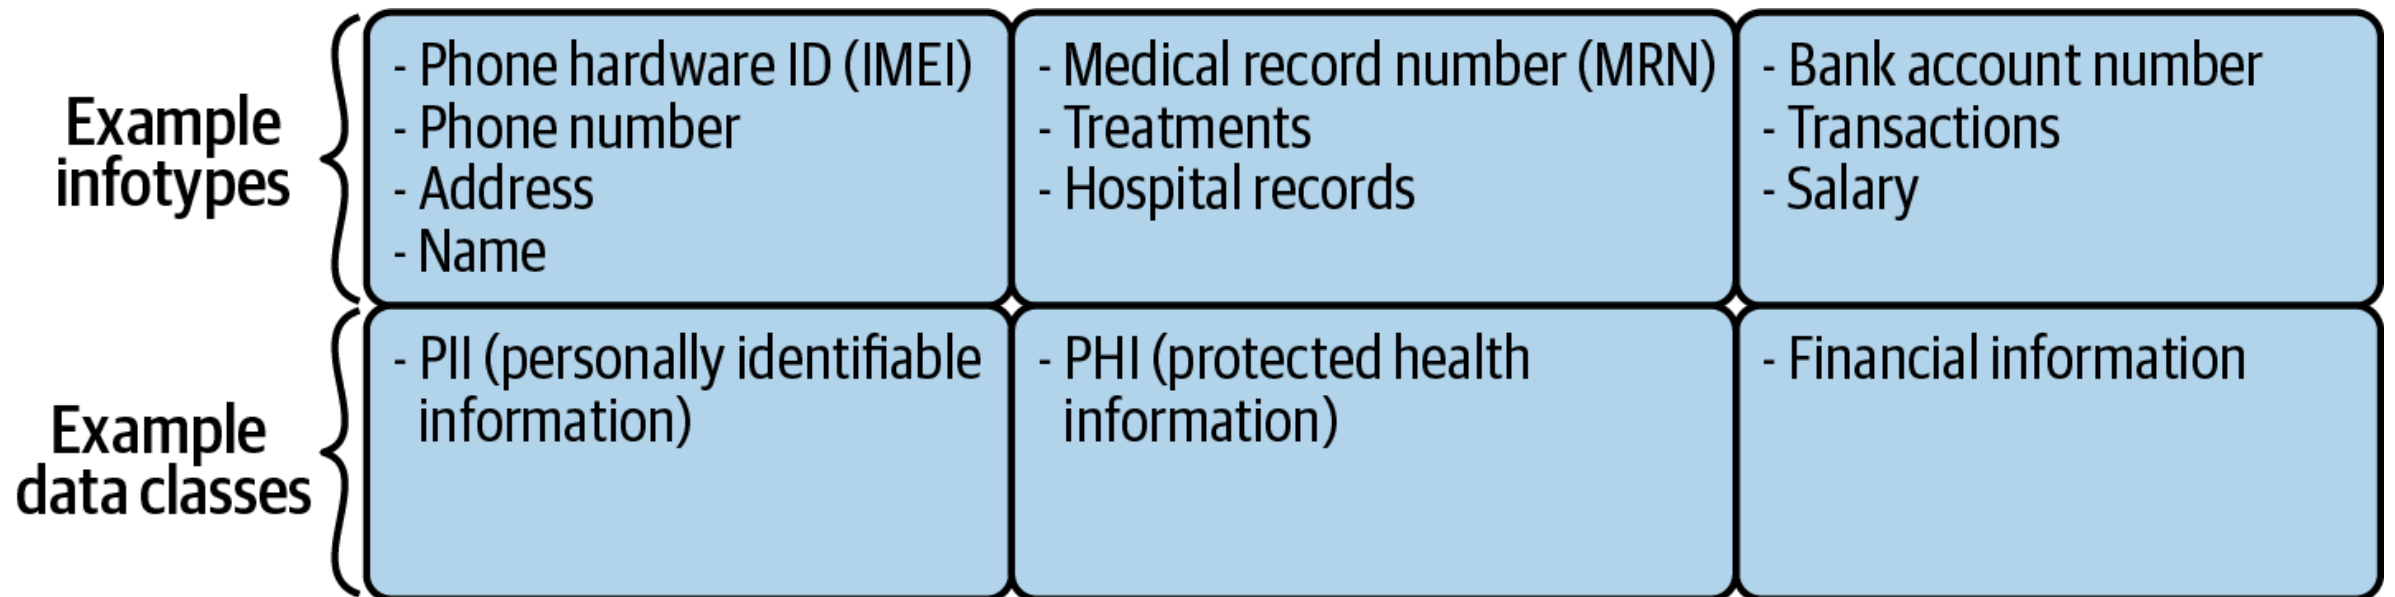 Example
infotypes
- Phone hardware ID (IMEI)
- Phone number
- Address
- Name
- Medical record number (MRN)
- Treatments
- Hospital records
- Bank account number
- Transactions
- Salary
Example
data classes
- PII (personally identifiable
information)
- PHI (protected health
information)
- Financial information